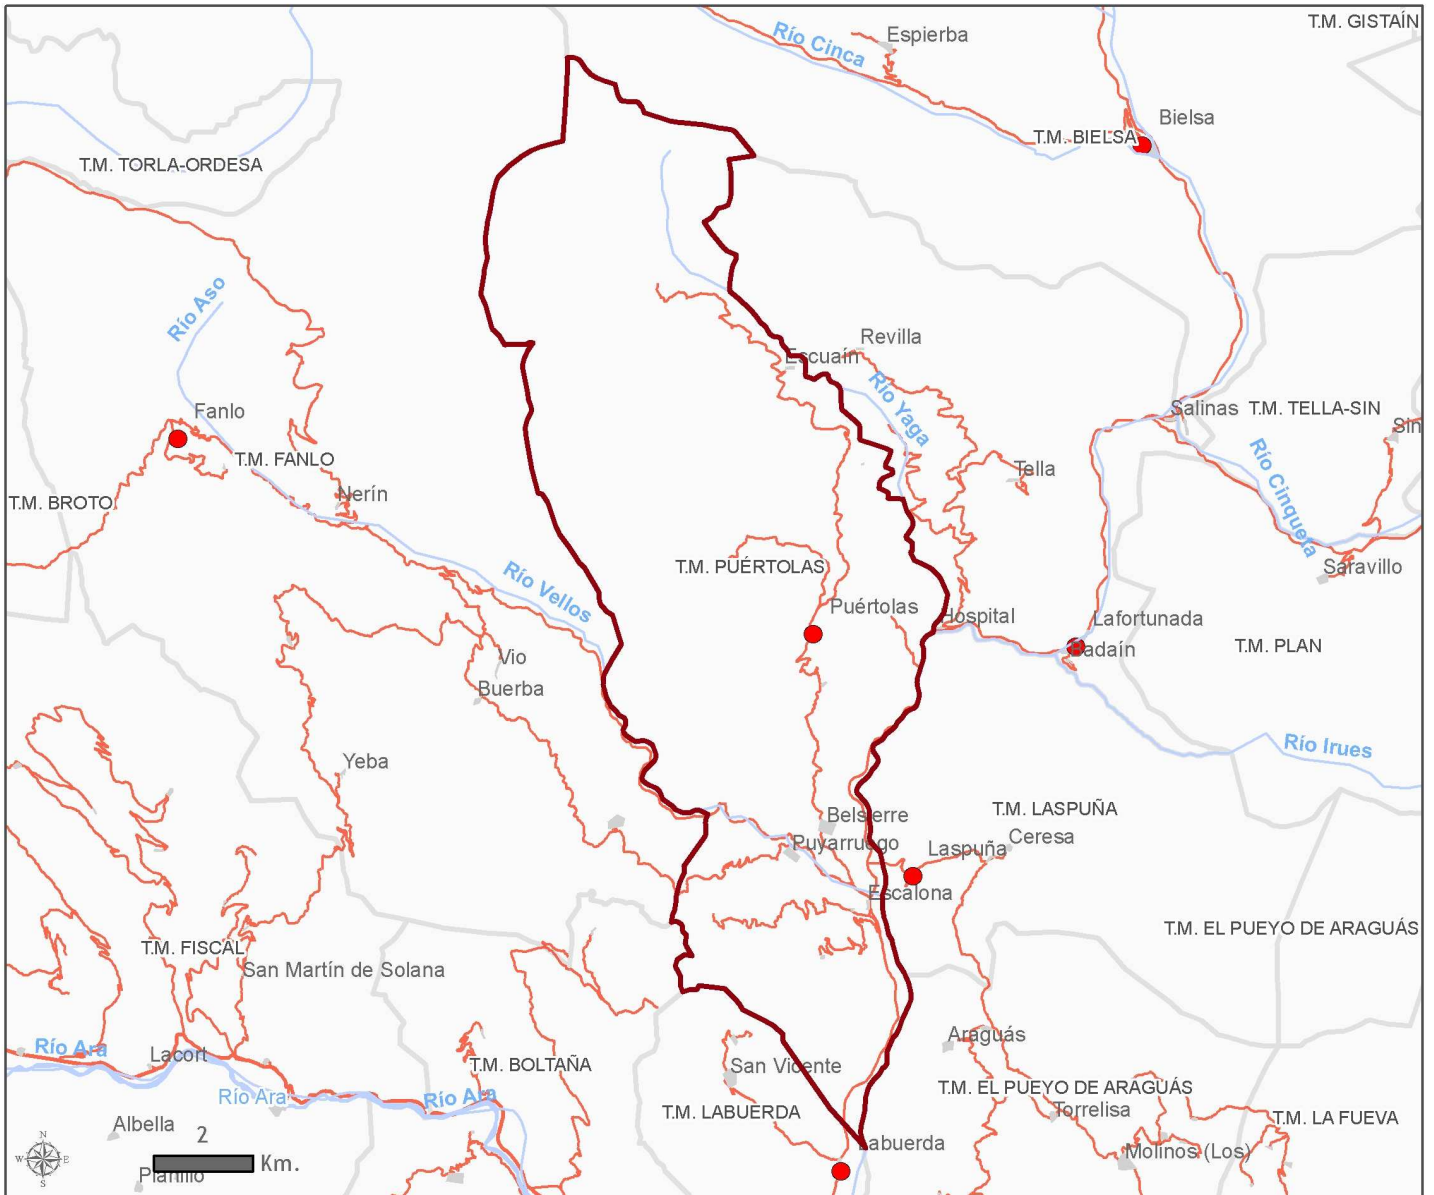 T.M. GISTAÍN
Espierba
Río Cinca
Bielsa
T.M. BIELSA
T.M. TORLA-ORDESA
Río Aso
Revilla
Escuaín
Río Yaga
Fanlo
Salinas
T.M. TELLA-SIN
Sin
T.M. FANLO
Tella
Río Cinqueta
Nerín
T.M. BROTO
T.M. PUÉRTOLAS
Saravillo
Río Vellos
Puértolas
Hospital
Lafortunada
Badaín
T.M. PLAN
Vio
Buerba
Río Irues
Yeba
T.M. LASPUÑA
Belsierre
Ceresa
Puyarruego
Laspuña
Escalona
T.M. EL PUEYO DE ARAGUÁS
T.M. FISCAL
San Martín de Solana
Araguás
Río Ara
Lacort
T.M. BOLTAÑA
San Vicente
T.M. EL PUEYO DE ARAGUÁS
Río Ara
Río Ara
T.M. LABUERDA
Torrelisa
T.M. LA FUEVA
Albella
2
Labuerda
Molinos (Los)
N
W E
S
Km.
Planillo